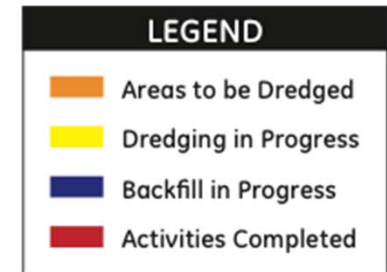 LEGEND
Areas to be Dredged
Dredging in Progress
Backfill in Progress
Activities Completed